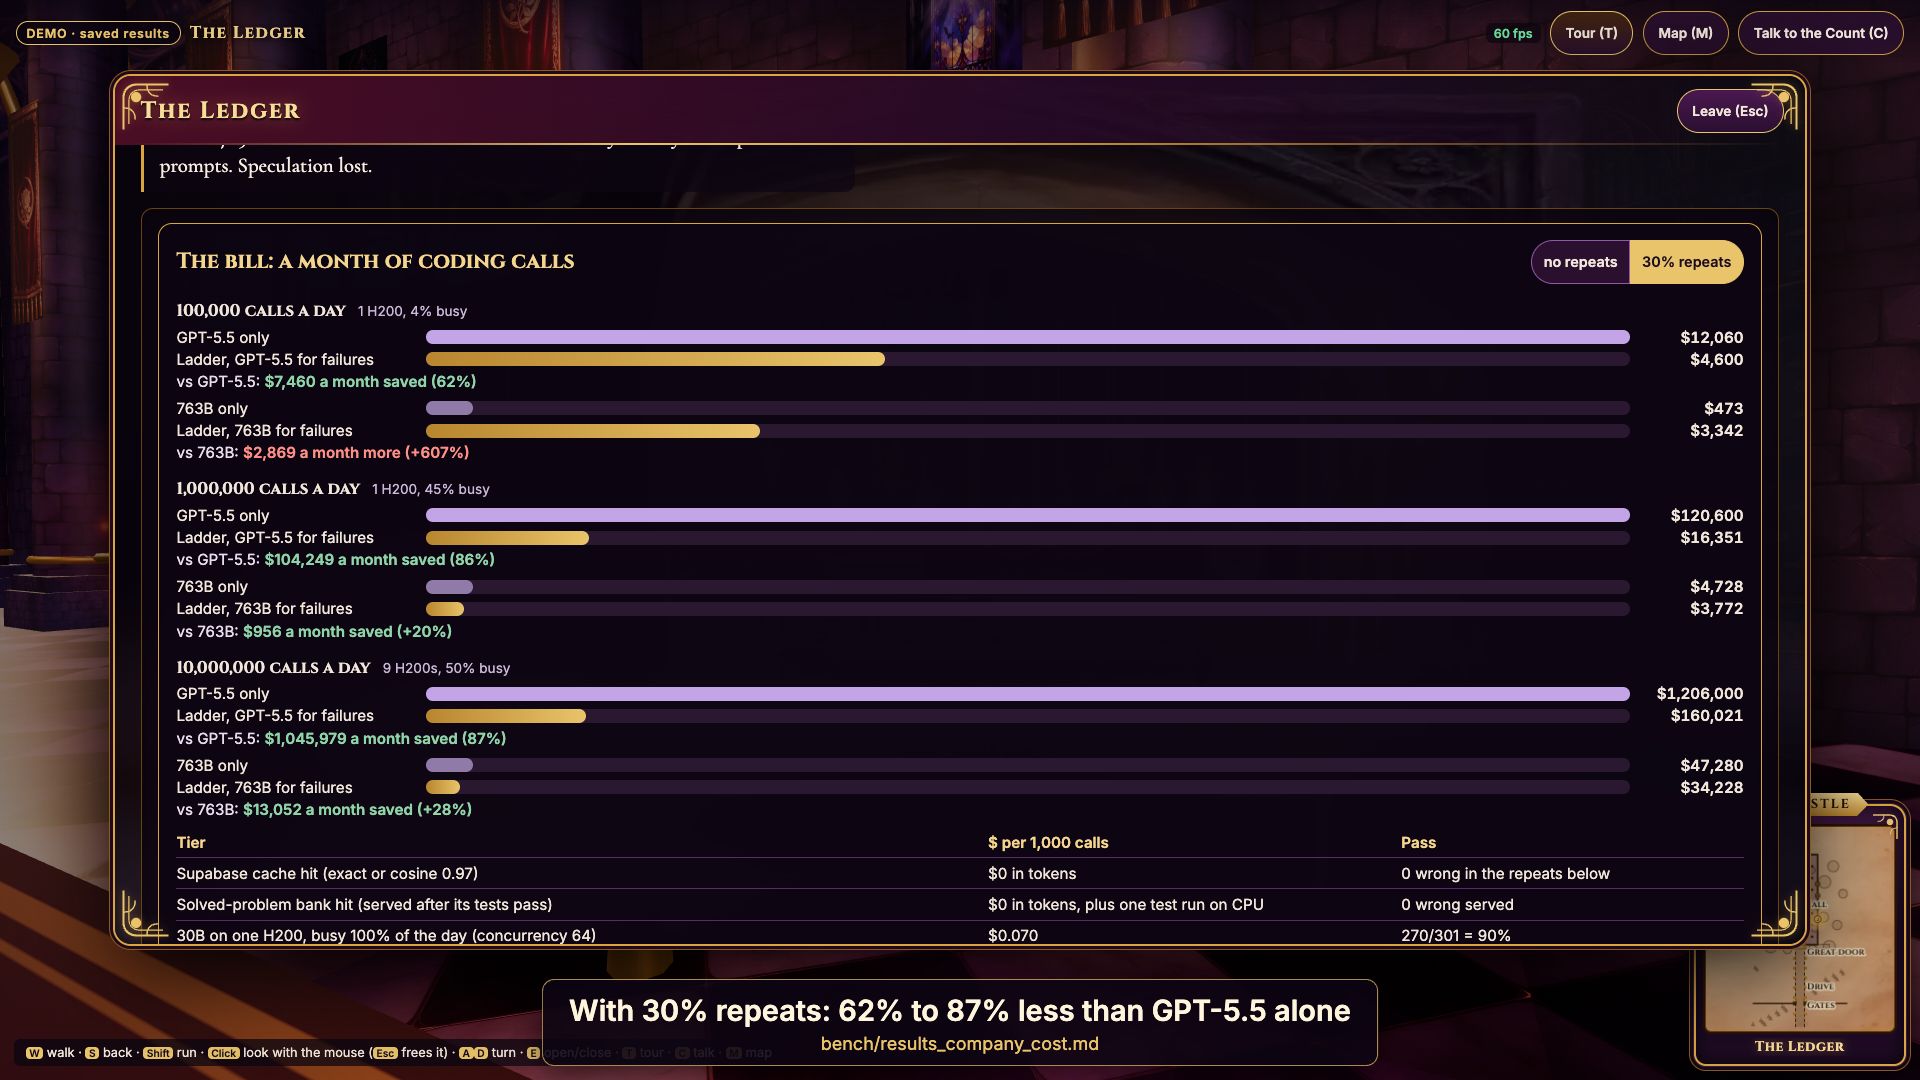 DEMO · saved results
THE LEDGER
60 fps
Tour (T)
Map (M)
Talk to the Count (C)
THE LEDGER
Leave (Esc)
prompts. Speculation lost.
THE BILL: A MONTH OF CODING CALLS
no repeats
30% repeats
100,000 CALLS A DAY 1 H200, 4% busy
GPT-5.5 only $12,060
Ladder, GPT-5.5 for failures $4,600
vs GPT-5.5: $7,460 a month saved (62%)
763B only $473
Ladder, 763B for failures $3,342
vs 763B: $2,869 a month more (+607%)
1,000,000 CALLS A DAY 1 H200, 45% busy
GPT-5.5 only $120,600
Ladder, GPT-5.5 for failures $16,351
vs GPT-5.5: $104,249 a month saved (86%)
763B only $4,728
Ladder, 763B for failures $3,772
vs 763B: $956 a month saved (+20%)
10,000,000 CALLS A DAY 9 H200s, 50% busy
GPT-5.5 only $1,206,000
Ladder, GPT-5.5 for failures $160,021
vs GPT-5.5: $1,045,979 a month saved (87%)
763B only $47,280
Ladder, 763B for failures $34,228
vs 763B: $13,052 a month saved (+28%)
Tier $ per 1,000 calls Pass
Supabase cache hit (exact or cosine 0.97) $0 in tokens 0 wrong in the repeats below
Solved-problem bank hit (served after its tests pass) $0 in tokens, plus one test run on CPU 0 wrong served
30B on one H200, busy 100% of the day (concurrency 64) $0.070 270/301 = 90%
STLE
ALL
GREAT DOOR
DRIVE
GATES
THE LEDGER
With 30% repeats: 62% to 87% less than GPT-5.5 alone
bench/results_company_cost.md
W walk · S back · Shift run · Click look with the mouse (Esc frees it) · A D turn · E open/close · T tour · C talk · M map